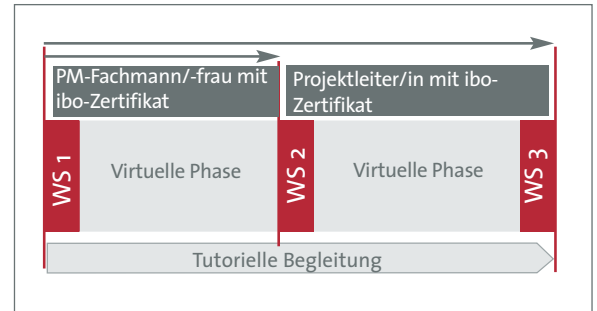 PM-Fachmann/-frau mit
ibo-Zertifikat
Projektleiter/in mit ibo-
Zertifikat
WS 1
Virtuelle Phase
WS 2
Virtuelle Phase
WS 3
Tutorielle Begleitung